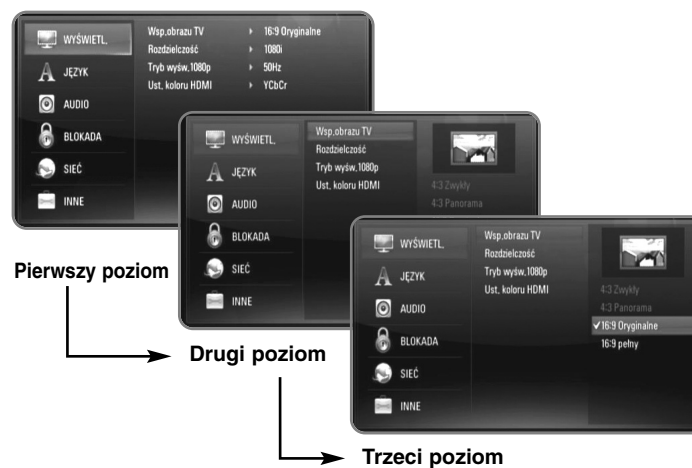 WYŚWIETL.
JĘZYK
AUDIO
BLOKADA
SIEĆ
INNE
Wsp.obrazu TV 16:9 Oryginalne
Rozdzielczość 1080i
Tryb wyśw.1080p 50Hz
Ust. koloru HDMI YCbCr
Pierwszy poziom
WYŚWIETL.
JĘZYK
AUDIO
BLOKADA
SIEĆ
INNE
Wsp.obrazu TV
Rozdzielczość
Tryb wyśw.1080p
Ust. koloru HDMI
4:3 Zwykły
4:3 Panorama
Drugi poziom
WYŚWIETL.
JĘZYK
AUDIO
BLOKADA
SIEĆ
INNE
Wsp.obrazu TV
Rozdzielczość
Tryb wyśw.1080p
Ust. koloru HDMI
4:3 Zwykły
4:3 Panorama
16:9 Oryginalne
16:9 pełny
Trzeci poziom